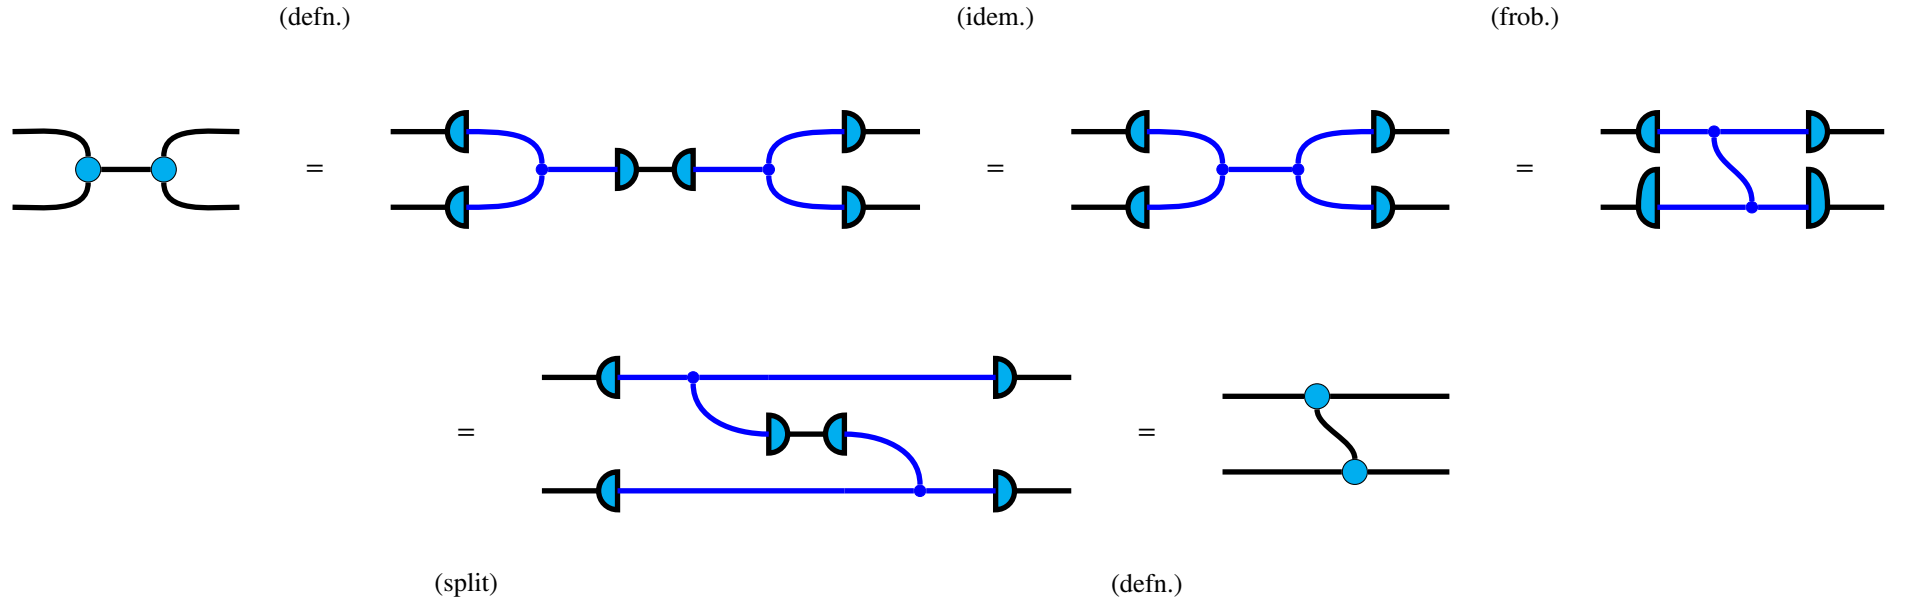 (defn.) (idem.) (frob.)
= = =
= =
(split) (defn.)